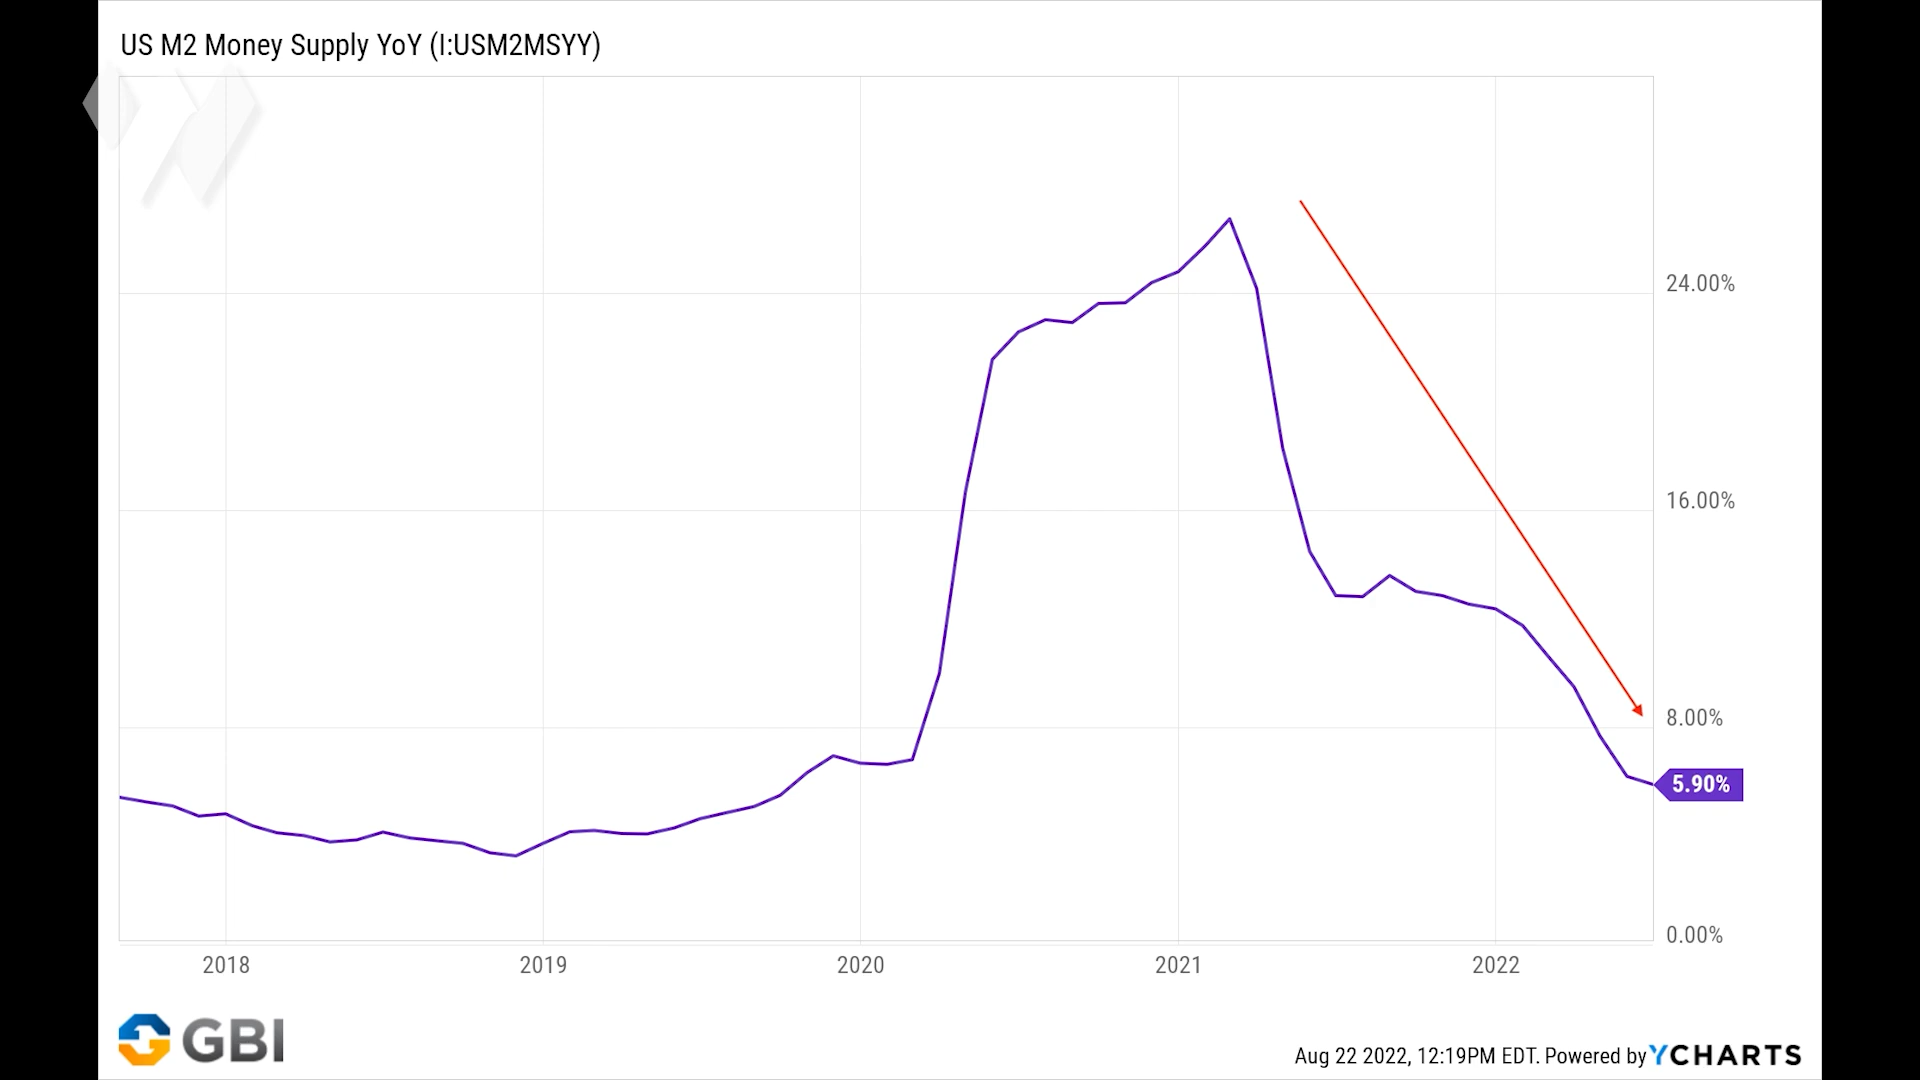 US M2 Money Supply YoY (I:USM2MSYY)
24.00%
16.00%
8.00%
5.90%
0.00%
2018 2019 2020 2021 2022
GBI
Aug 22 2022, 12:19PM EDT. Powered by YCHARTS